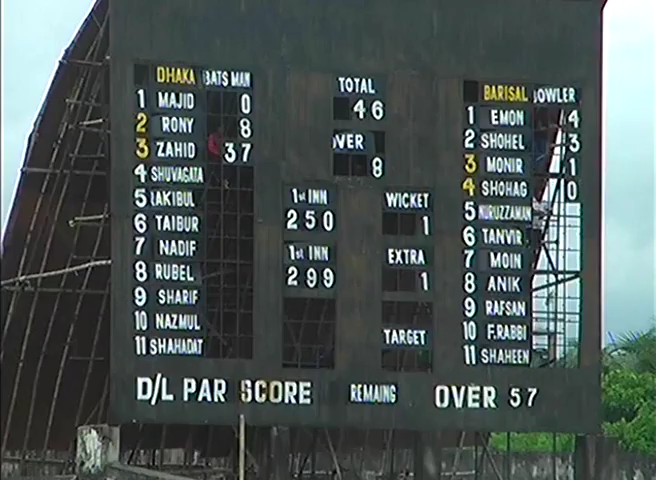 DHAKA BATSMAN
1 MAJID 0
2 RONY 8
3 ZAHID 37
4 SHUVAGATA
5 RAKIBUL
6 TAIBUR
7 NADIF
8 RUBEL
9 SHARIF
10 NAZMUL
11 SHAHADAT
TOTAL
46
OVER
8
1st INN
250
1st INN
299
WICKET
1
EXTRA
1
TARGET
BARISAL BOWLER
1 EMON 4
2 SHOHEL 3
3 MONIR 1
4 SHOHAG 0
5 NURUZZAMAN
6 TANVIR
7 MOIN
8 ANIK
9 RAFSAN
10 F.RABBI
11 SHAHEEN
D/L PAR SCORE REMAING OVER 57